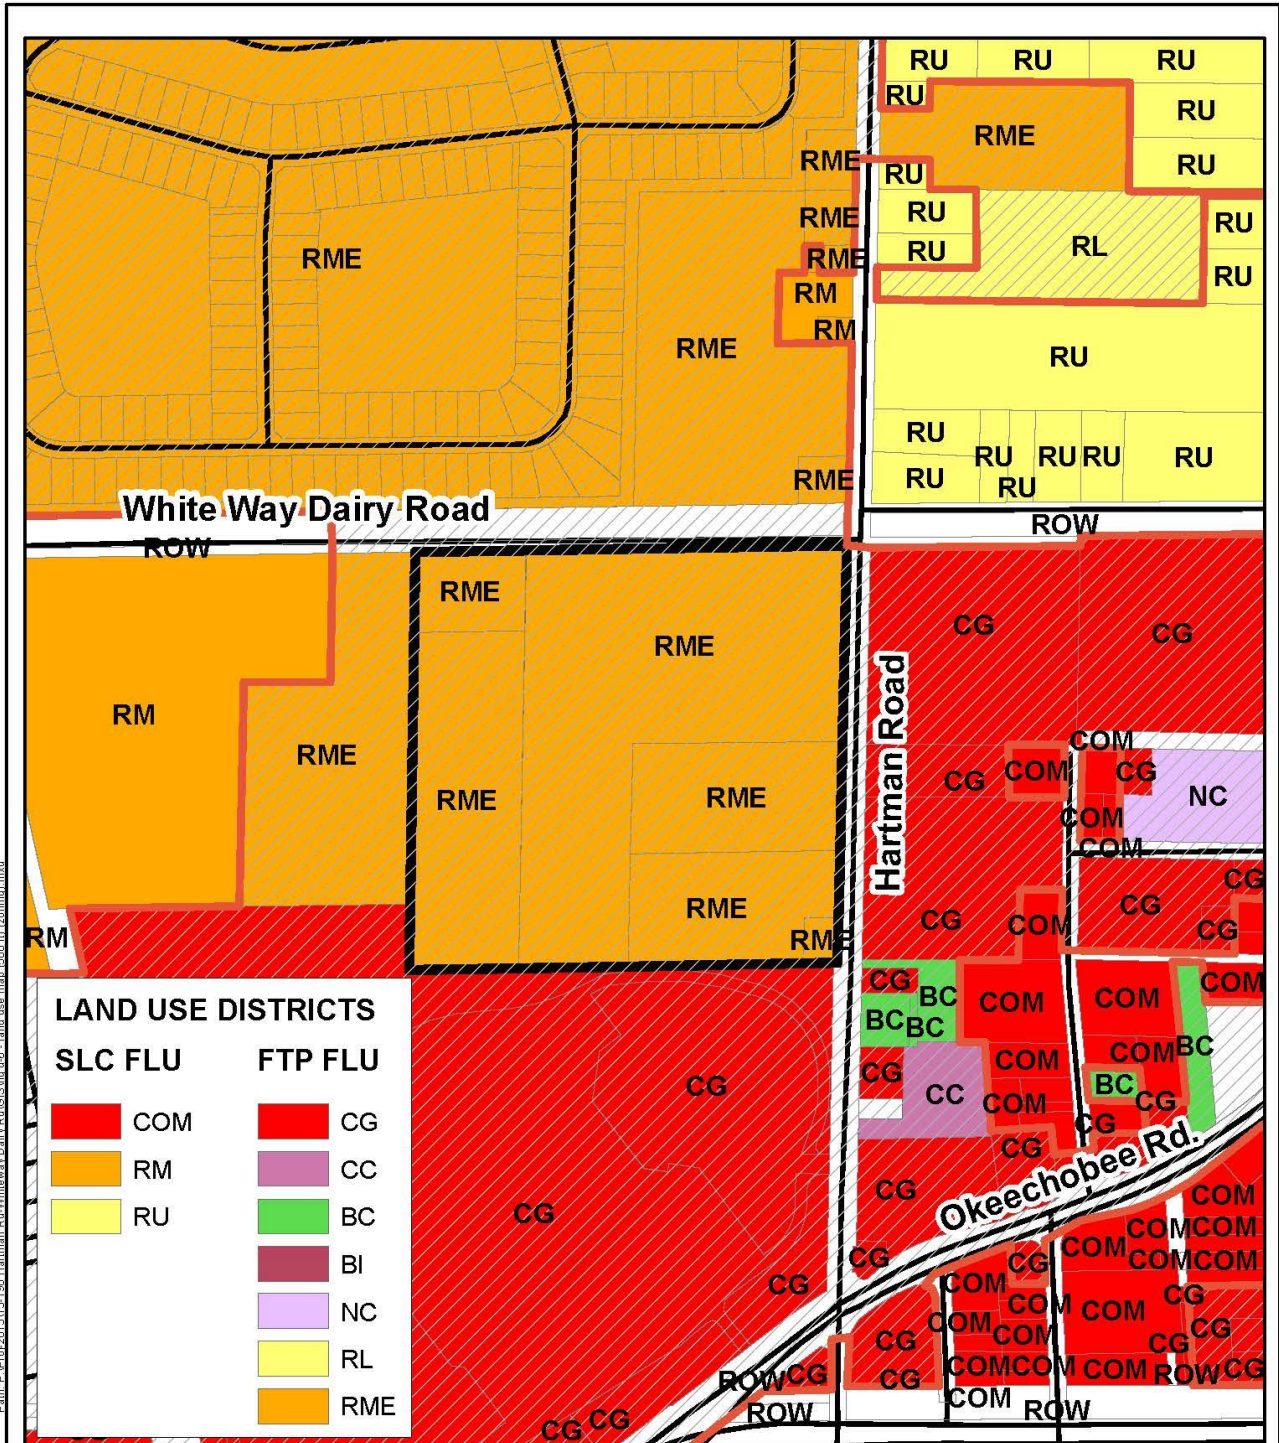 RU RU RU
RU
RU
RME
RME RU
RU
RME RU RU
RL
RME RME RU
RU
RM
RM
RME RU
RU
RU RU RU RU
RME RU
RU
White Way Dairy Road
ROW
ROW
RME
CG CG
RME
RM
Hartman Road
RME
COM
COM CG
CG
RME RME NC
COM
COM
CG
RME COM CG
CG
RM RME CG
CG BC COM COM COM
BC BC
COM COM BC
CG CC BC
COM CG
CG
CG
CG
CG
Okeechobee Rd.
COM
CG COM COM
COM
CG CG COM COM
CG COM
COM COM CG
COM CG
CG COM CG
COM COM COM ROW CG
ROW CG CG
COM
ROW ROW
CG CG
LAND USE DISTRICTS
SLC FLU FTP FLU
COM CG
RM CC
RU BC
BI
NC
RL
RME